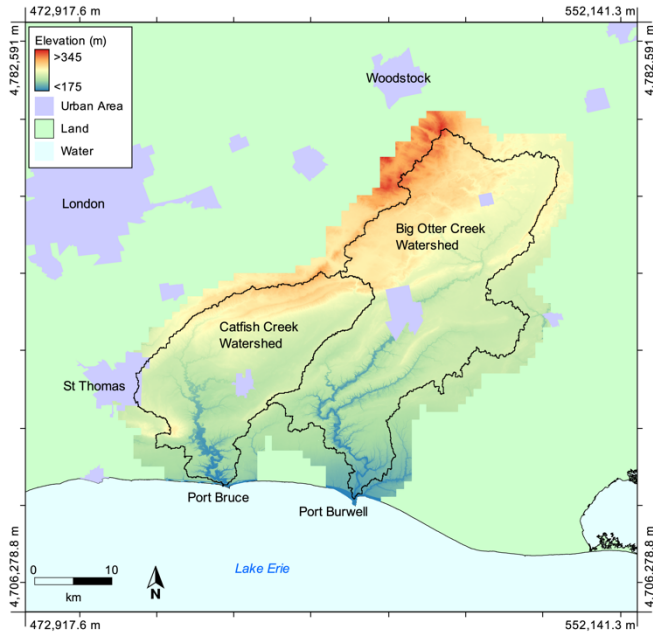 472,917.6 m
552,141.3 m
4,782,591 m
4,782,591 m
Elevation (m)
>345
<175
Urban Area
Land
Water
Woodstock
London
Big Otter Creek
Watershed
Catfish Creek
Watershed
St Thomas
Port Bruce
Port Burwell
Lake Erie
0
10
km
N
4,706,278.8 m
4,706,278.8 m
472,917.6 m
552,141.3 m